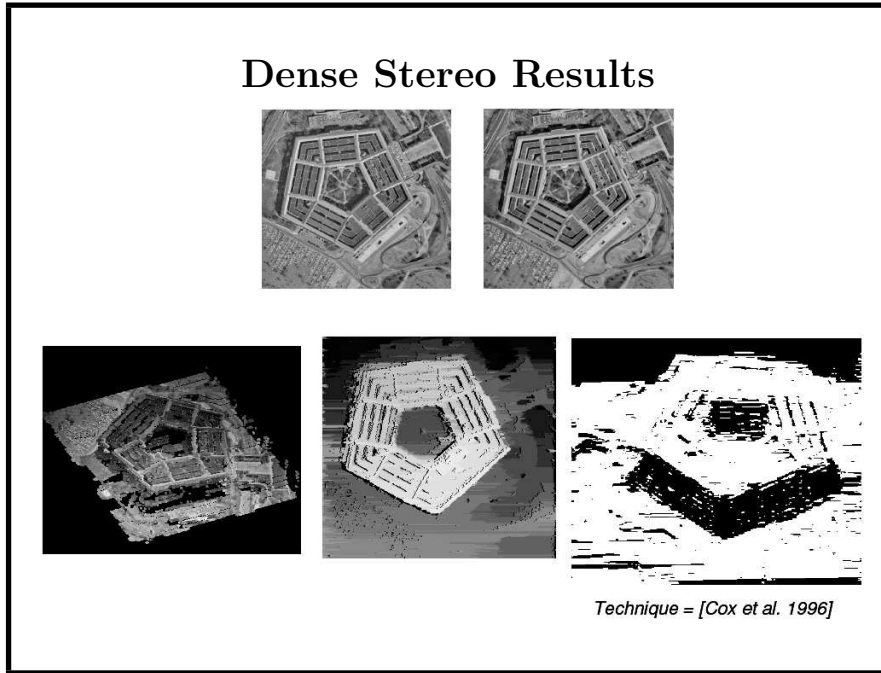 Dense Stereo Results
Technique = [Cox et al. 1996]